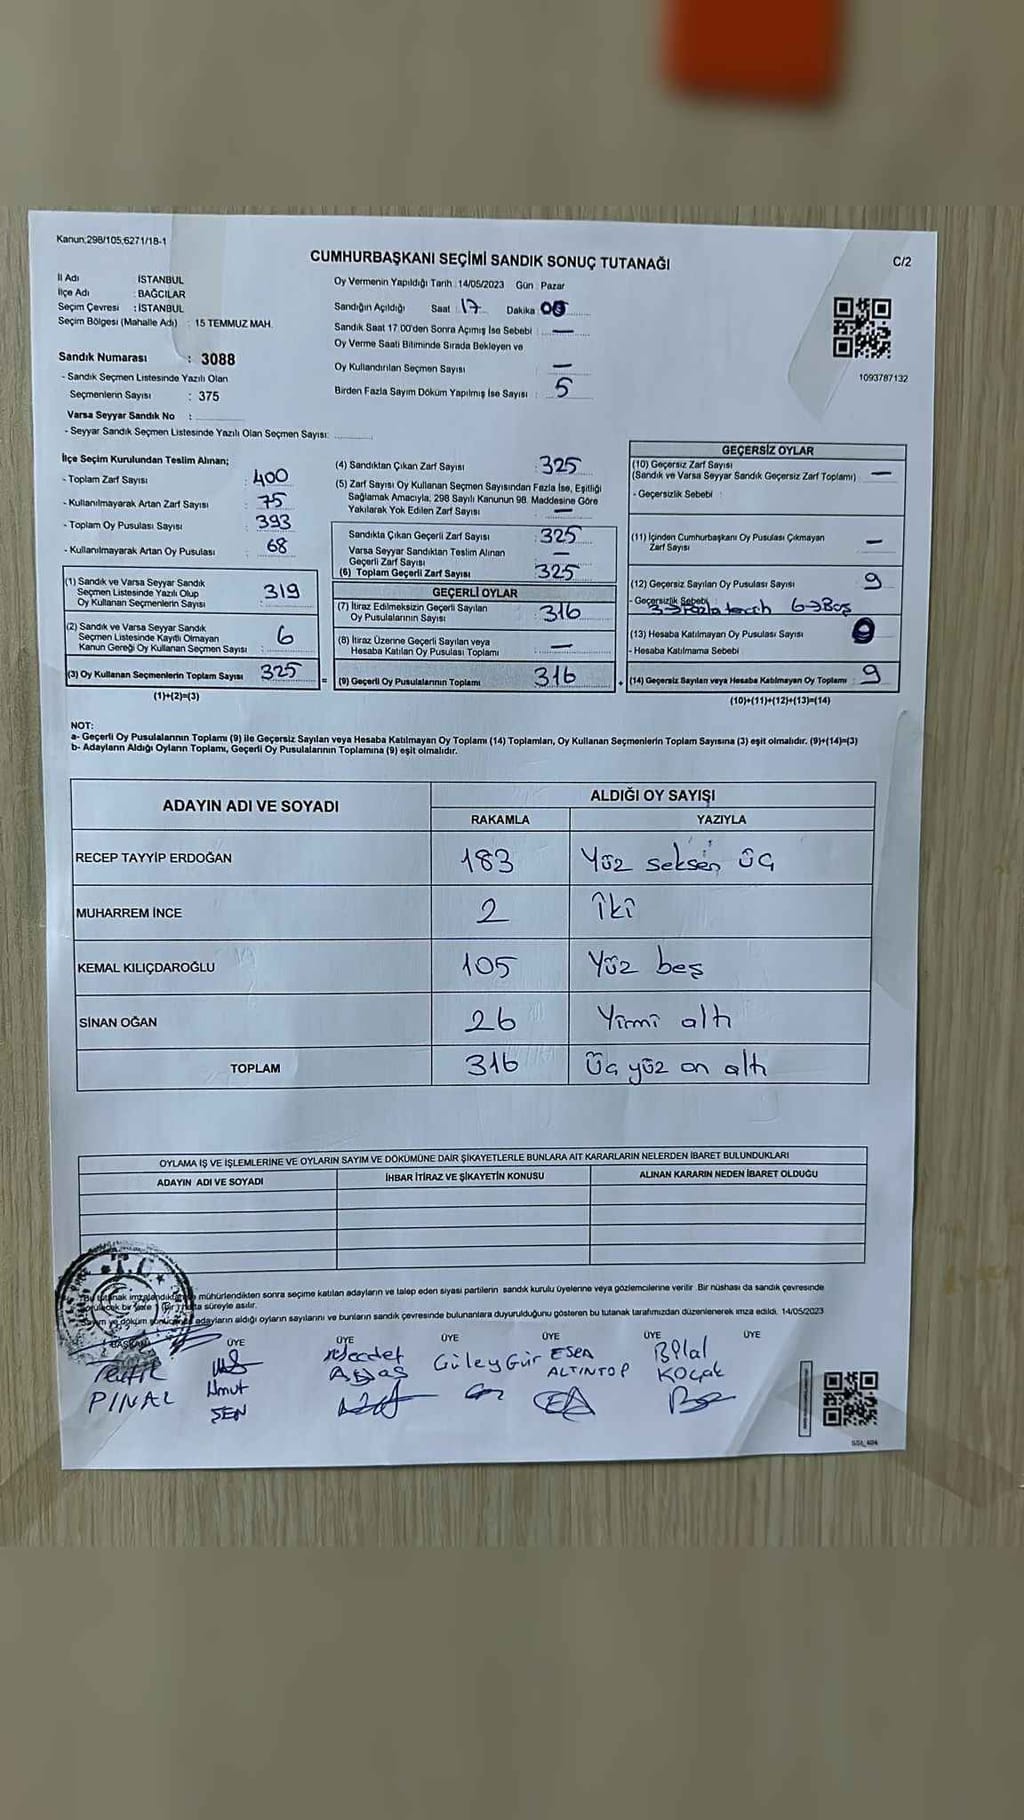 Kanun;298/105;6271/18-1
CUMHURBAŞKANI SEÇİMİ SANDIK SONUÇ TUTANAĞI
C/2
İl Adı İSTANBUL
İlçe Adı : BAĞCILAR
Seçim Çevresi : İSTANBUL
Seçim Bölgesi (Mahalle Adı) : 15 TEMMUZ MAH.
Sandık Numarası : 3088
- Sandık Seçmen Listesinde Yazılı Olan
Seçmenlerin Sayısı : 375
Varsa Seyyar Sandık No :
- Seyyar Sandık Seçmen Listesinde Yazılı Olan Seçmen Sayısı:
Oy Vermenin Yapıldığı Tarih : 14/05/2023 Gün : Pazar
Sandığın Açıldığı Saat : 17 Dakika
Sandık Saat 17.00'den Sonra Açımış İse Sebebi : —
Oy Verme Saati Bitiminde Sırada Bekleyen ve
Oy Kullandırılan Seçmen Sayısı —
Birden Fazla Sayım Döküm Yapılmış İse Sayısı : 5
1093787132
İlçe Seçim Kurulundan Teslim Alınan;
- Toplam Zarf Sayısı : 400
- Kullanılmayarak Artan Zarf Sayısı : 75
- Toplam Oy Pusulası Sayısı : 393
- Kullanılmayarak Artan Oy Pusulası : 68
(1) Sandık ve Varsa Seyyar Sandık
Seçmen Listesinde Yazılı Olup
Oy Kullanan Seçmenlerin Sayısı : 319
(2) Sandık ve Varsa Seyyar Sandık
Seçmen Listesinde Kayıtlı Olmayan
Kanun Gereği Oy Kullanan Seçmen Sayısı : 6
(3) Oy Kullanan Seçmenlerin Toplam Sayısı : 325
(1)+(2)=(3)
(4) Sandıktan Çıkan Zarf Sayısı : 325
(5) Zarf Sayısı Oy Kullanan Seçmen Sayısından Fazla İse, Eşitliği
Sağlamak Amacıyla, 298 Sayılı Kanunun 98. Maddesine Göre
Yakılarak Yok Edilen Zarf Sayısı : —
Sandıkta Çıkan Geçerli Zarf Sayısı : 325
Varsa Seyyar Sandıktan Teslim Alınan
Geçerli Zarf Sayısı : —
(6) Toplam Geçerli Zarf Sayısı : 325
GEÇERLİ OYLAR
(7) İtiraz Edilmeksizin Geçerli Sayılan
Oy Pusulalarının Sayısı : 316
(8) İtiraz Üzerine Geçerli Sayılan veya
Hesaba Katılan Oy Pusulası Toplamı : —
= (9) Geçerli Oy Pusulalarının Toplamı : 316 +
GEÇERSİZ OYLAR
(10) Geçersiz Zarf Sayısı
(Sandık ve Varsa Seyyar Sandık Geçersiz Zarf Toplamı) : —
- Geçersizlik Sebebi :
(11) İçinden Cumhurbaşkanı Oy Pusulası Çıkmayan
Zarf Sayısı : —
(12) Geçersiz Sayılan Oy Pusulası Sayısı : 9
- Geçersizlik Sebebi : 3→Fazla tercih 6→Boş
(13) Hesaba Katılmayan Oy Pusulası Sayısı
- Hesaba Katılmama Sebebi
(14) Geçersiz Sayılan veya Hesaba Katılmayan Oy Toplamı : 9
(10)+(11)+(12)+(13)=(14)
NOT:
a- Geçerli Oy Pusulalarının Toplamı (9) ile Geçersiz Sayılan veya Hesaba Katılmayan Oy Toplamı (14) Toplamları, Oy Kullanan Seçmenlerin Toplam Sayısına (3) eşit olmalıdır. (9)+(14)=(3)
b- Adayların Aldığı Oyların Toplamı, Geçerli Oy Pusulalarının Toplamına (9) eşit olmalıdır.
ADAYIN ADI VE SOYADI ALDIĞI OY SAYISI
RAKAMLA YAZIYLA
RECEP TAYYİP ERDOĞAN 183 Yüz seksen üç
MUHARREM İNCE 2 İki
KEMAL KILIÇDAROĞLU 105 Yüz beş
SİNAN OĞAN 26 Yirmi altı
TOPLAM 316 Üç yüz on altı
OYLAMA İŞ VE İŞLEMLERİNE VE OYLARIN SAYIM VE DÖKÜMÜNE DAİR ŞİKAYETLERLE BUNLARA AİT KARARLARIN NELERDEN İBARET BULUNDUKLARI
ADAYIN ADI VE SOYADI İHBAR İTİRAZ VE ŞİKAYETİN KONUSU ALINAN KARARIN NEDEN İBARET OLDUĞU
T.C.
Bu tutanak mühürlendikten sonra seçime katılan adayların ve talep eden siyasi partilerin sandık kurulu üyelerine veya gözlemcilerine verilir. Bir nüshası da sandık çevresinde
bir hafta süreyle asılır.
adayların aldığı oyların sayılarını ve bunların sandık çevresinde bulunanlara duyurulduğunu gösteren bu tutanak tarafımızdan düzenlenerek imza edildi. 14/05/2023
BAŞKAN ÜYE ÜYE ÜYE ÜYE ÜYE ÜYE
Tevfik Necdet Güley Gür ESEN Bilal
PINAL Umut ALTINTOP KOÇAK
ŞEN